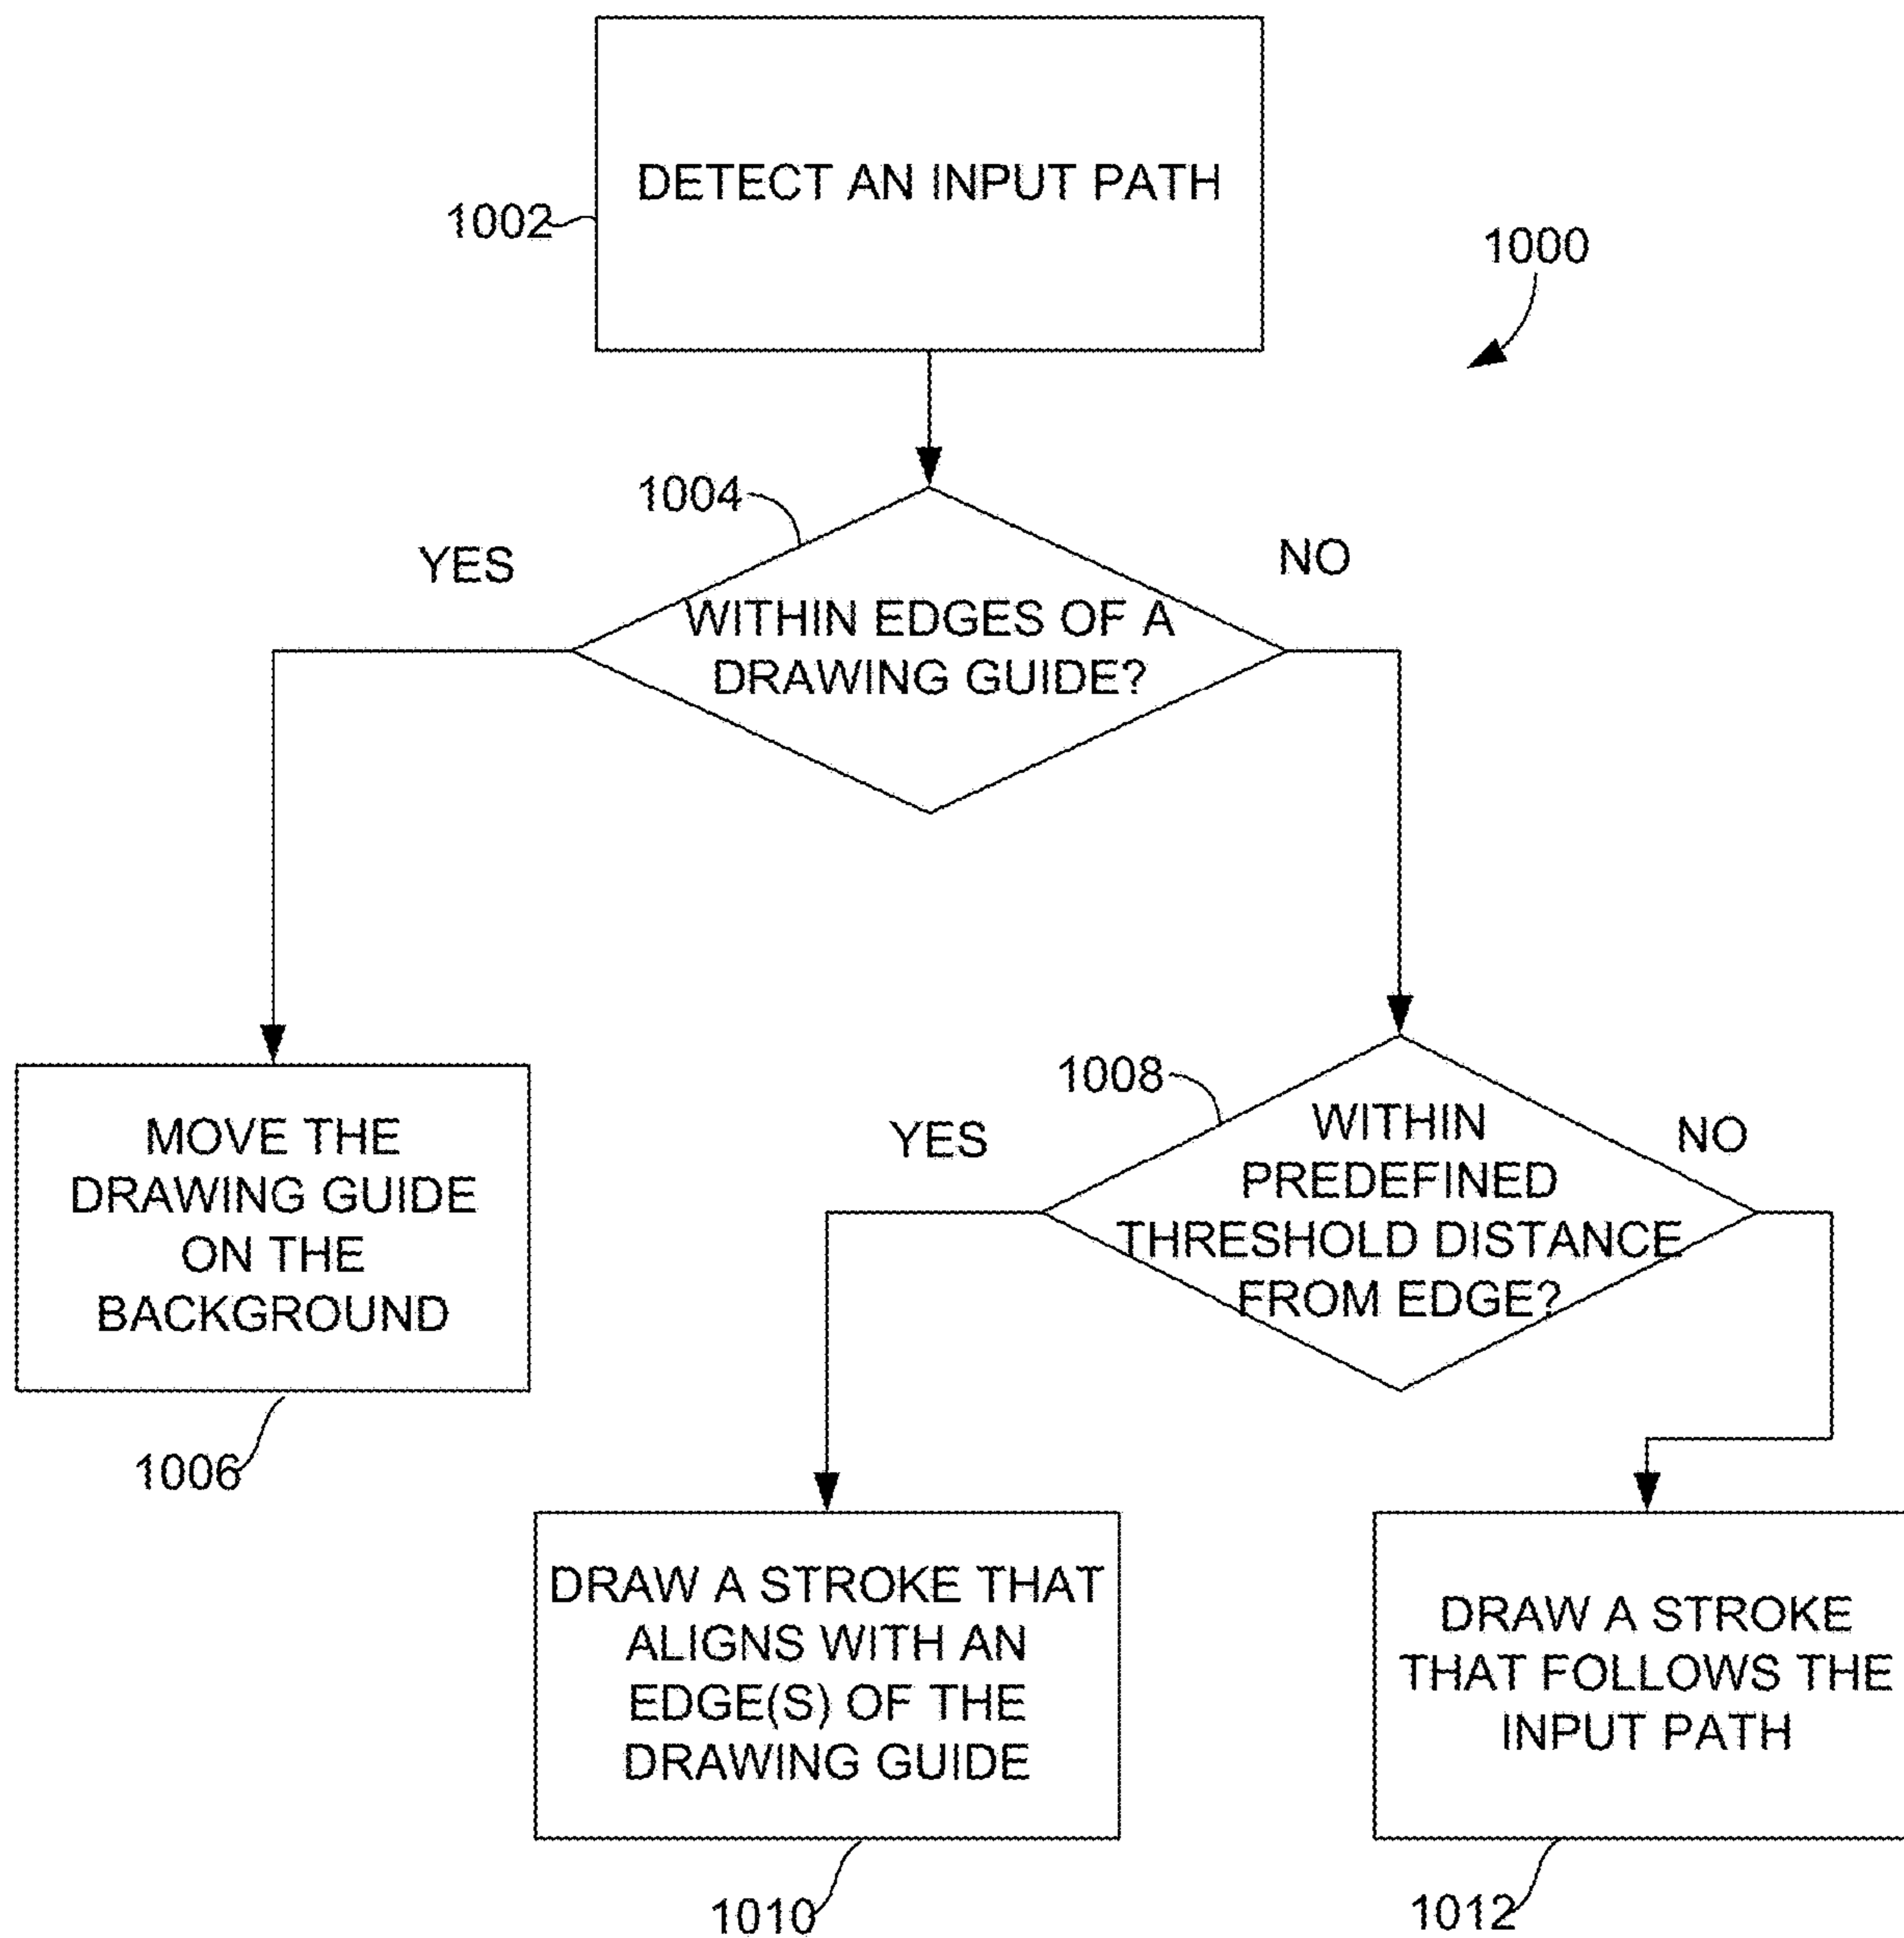 DETECT AN INPUT PATH
1002
1000
1004
YES
NO
WITHIN EDGES OF A
DRAWING GUIDE?
MOVE THE
DRAWING GUIDE
ON THE
BACKGROUND
1006
1008
YES
NO
WITHIN
PREDEFINED
THRESHOLD DISTANCE
FROM EDGE?
DRAW A STROKE THAT
ALIGNS WITH AN
EDGE(S) OF THE
DRAWING GUIDE
1010
DRAW A STROKE
THAT FOLLOWS THE
INPUT PATH
1012